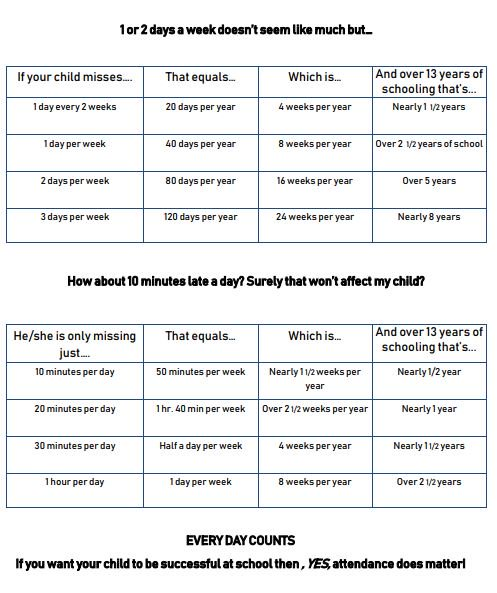 1 or 2 days a week doesn't seem like much but...
If your child misses.... That equals... Which is... And over 13 years of
schooling that's...
1 day every 2 weeks 20 days per year 4 weeks per year Nearly 1 1/2 years
1 day per week 40 days per year 8 weeks per year Over 2 1/2 years of school
2 days per week 80 days per year 16 weeks per year Over 5 years
3 days per week 120 days per year 24 weeks per year Nearly 8 years
How about 10 minutes late a day? Surely that won't affect my child?
He/she is only missing That equals... Which is... And over 13 years of
just.... schooling that's...
10 minutes per day 50 minutes per week Nearly 1 1/2 weeks per Nearly 1/2 year
year
20 minutes per day 1 hr. 40 min per week Over 2 1/2 weeks per year Nearly 1 year
30 minutes per day Half a day per week 4 weeks per year Nearly 1 1/2 years
1 hour per day 1 day per week 8 weeks per year Over 2 1/2 years
EVERY DAY COUNTS
If you want your child to be successful at school then , YES, attendance does matter!